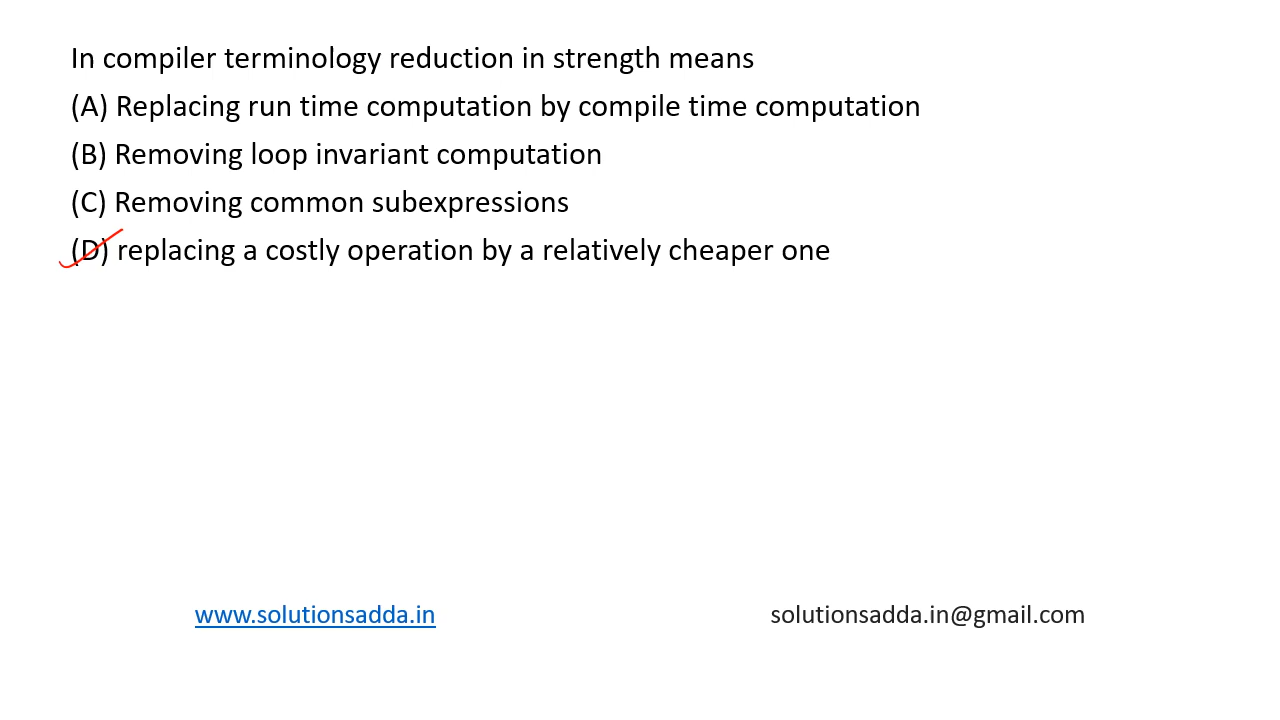 In compiler terminology reduction in strength means
(A) Replacing run time computation by compile time computation
(B) Removing loop invariant computation
(C) Removing common subexpressions
(D) replacing a costly operation by a relatively cheaper one
www.solutionsadda.in
solutionsadda.in@gmail.com